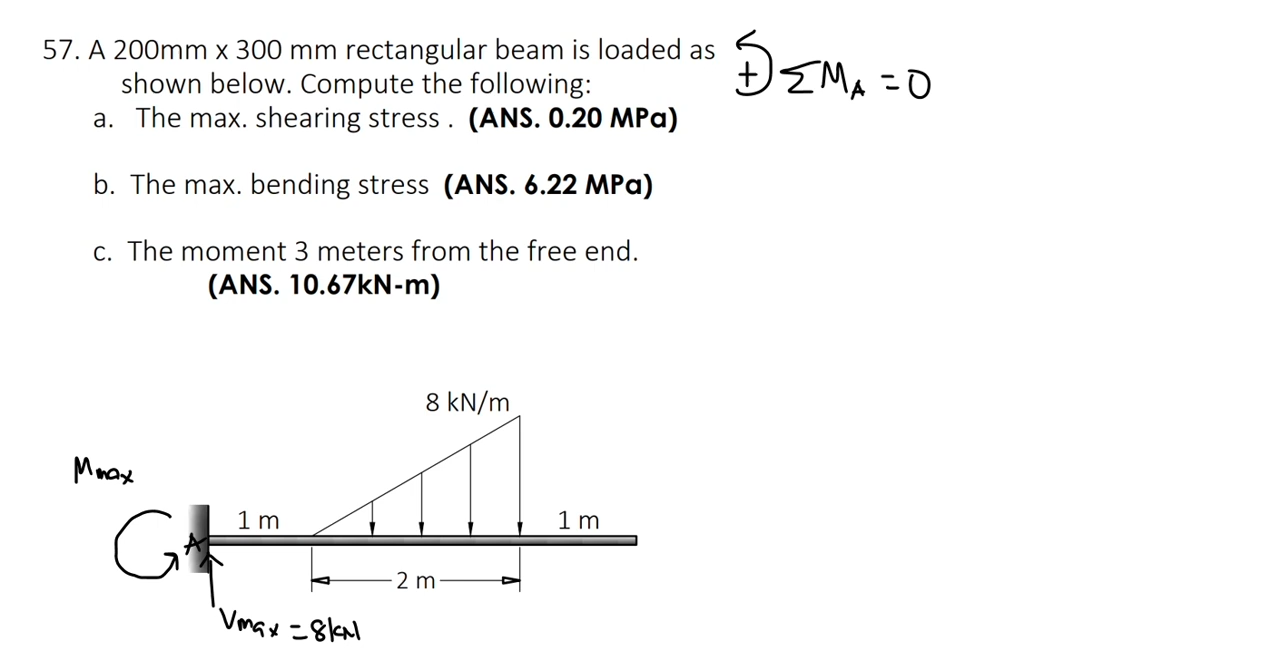 57. A 200mm x 300 mm rectangular beam is loaded as
shown below. Compute the following:
a. The max. shearing stress . (ANS. 0.20 MPa)
b. The max. bending stress (ANS. 6.22 MPa)
c. The moment 3 meters from the free end.
(ANS. 10.67kN-m)
+ ΣMA = 0
8 kN/m
Mmax
1 m
1 m
A
2 m
Vmax = 8kN